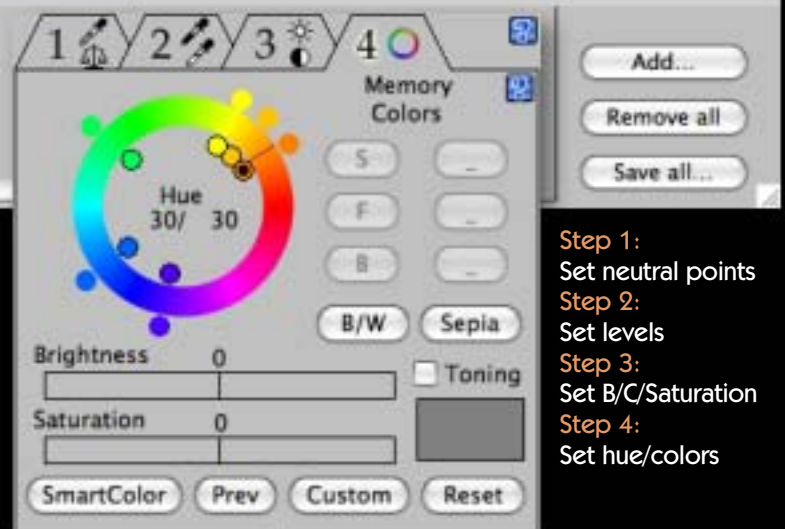 1
2
3
4
Memory
Colors
Hue
30/ 30
S _
F _
B _
B/W Sepia
Brightness 0
Toning
Saturation 0
SmartColor Prev Custom Reset
Add...
Remove all
Save all...
Step 1:
Set neutral points
Step 2:
Set levels
Step 3:
Set B/C/Saturation
Step 4:
Set hue/colors